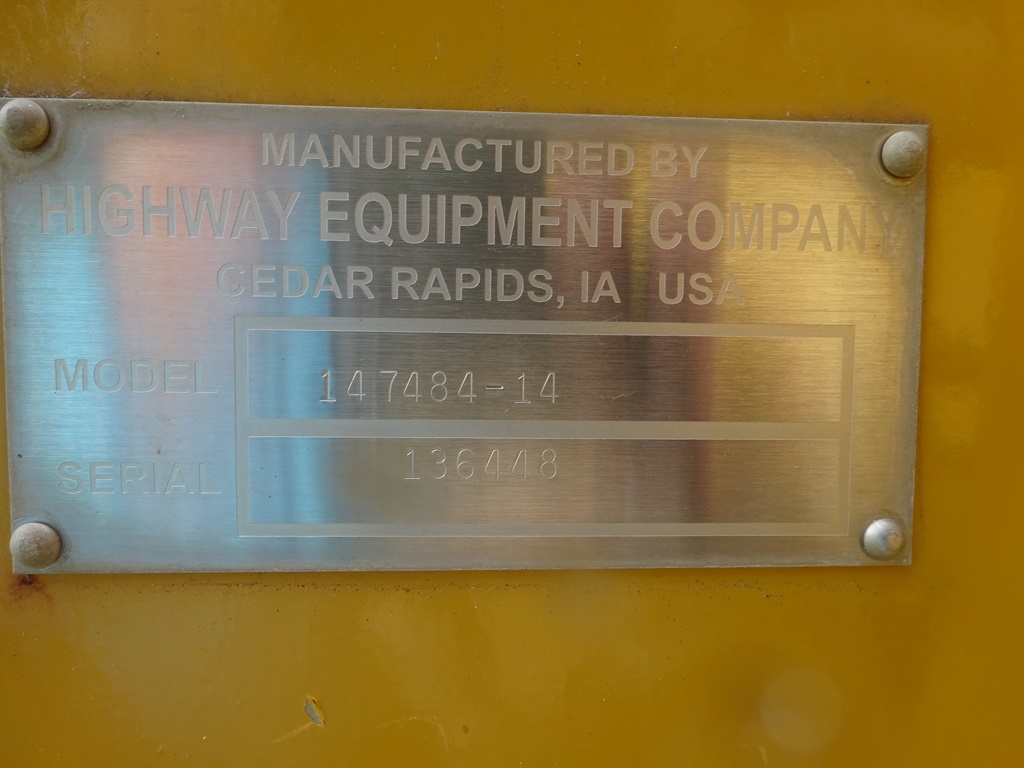 MANUFACTURED BY
HIGHWAY EQUIPMENT COMPANY
CEDAR RAPIDS, IA USA
MODEL 147484-14
SERIAL 136448